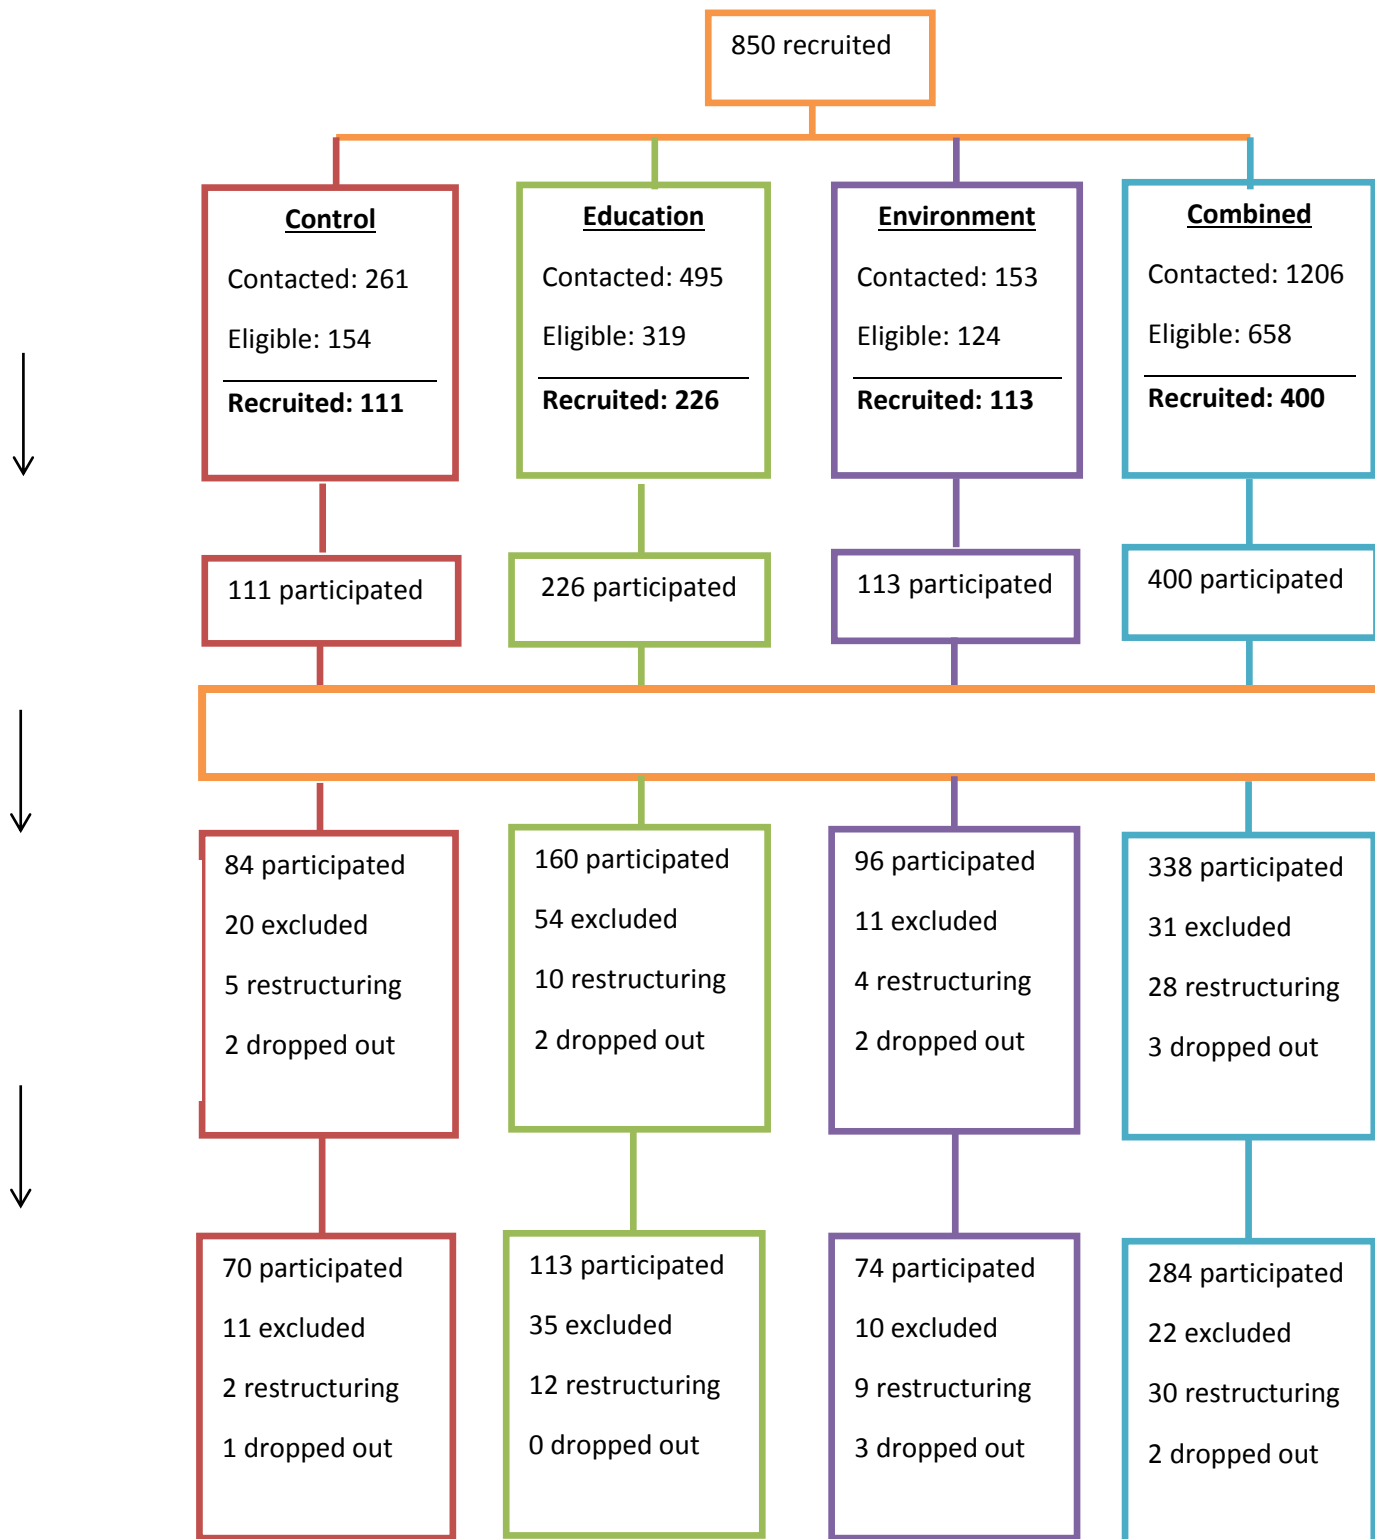 850 recruited
Control
Contacted: 261
Eligible: 154
Recruited: 111
Education
Contacted: 495
Eligible: 319
Recruited: 226
Environment
Contacted: 153
Eligible: 124
Recruited: 113
Combined
Contacted: 1206
Eligible: 658
Recruited: 400
111 participated
226 participated
113 participated
400 participated
84 participated
20 excluded
5 restructuring
2 dropped out
160 participated
54 excluded
10 restructuring
2 dropped out
96 participated
11 excluded
4 restructuring
2 dropped out
338 participated
31 excluded
28 restructuring
3 dropped out
70 participated
11 excluded
2 restructuring
1 dropped out
113 participated
35 excluded
12 restructuring
0 dropped out
74 participated
10 excluded
9 restructuring
3 dropped out
284 participated
22 excluded
30 restructuring
2 dropped out